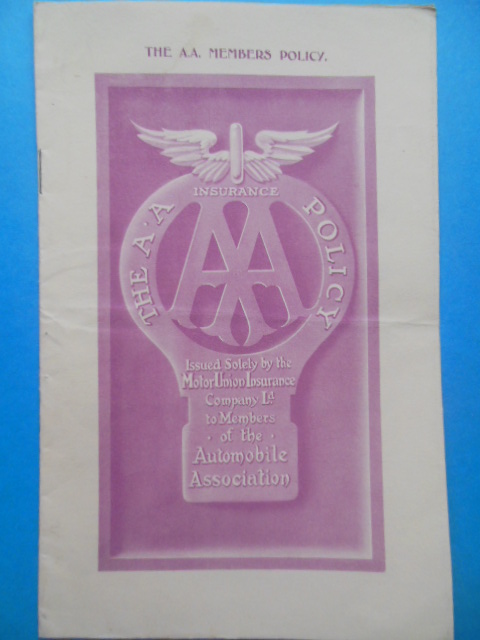 THE A.A. MEMBERS POLICY.
INSURANCE
THE A·A POLICY
AA
Issued Solely by the
Motor Union Insurance
Company Ld
to Members
· of the ·
Automobile
Association